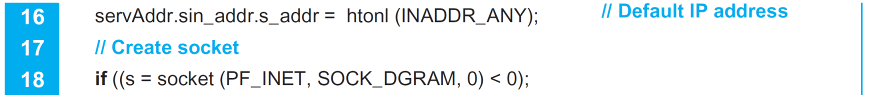 16 servAddr.sin_addr.s_addr = htonl (INADDR_ANY); // Default IP address
17 // Create socket
18 if ((s = socket (PF_INET, SOCK_DGRAM, 0) < 0);